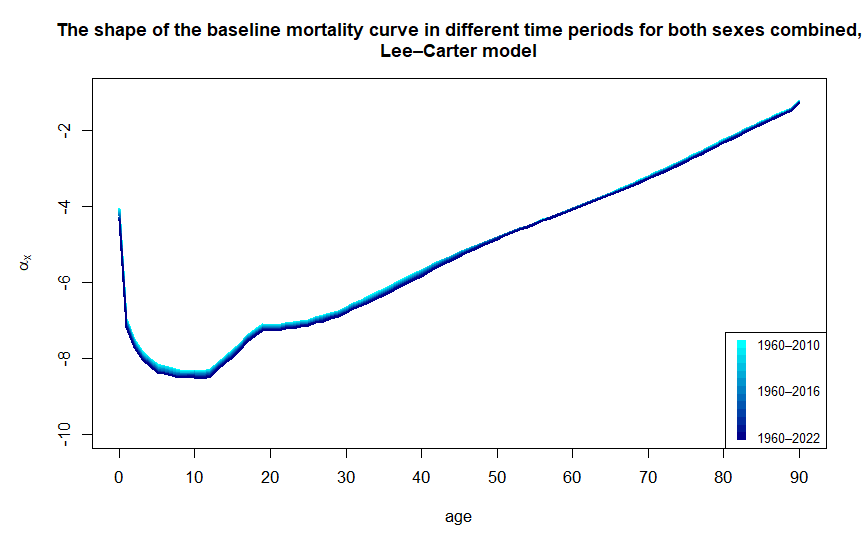 The shape of the baseline mortality curve in different time periods for both sexes combined,
Lee–Carter model
αx
-2
-4
-6
-8
-10
0 10 20 30 40 50 60 70 80 90
age
1960–2010
1960–2016
1960–2022